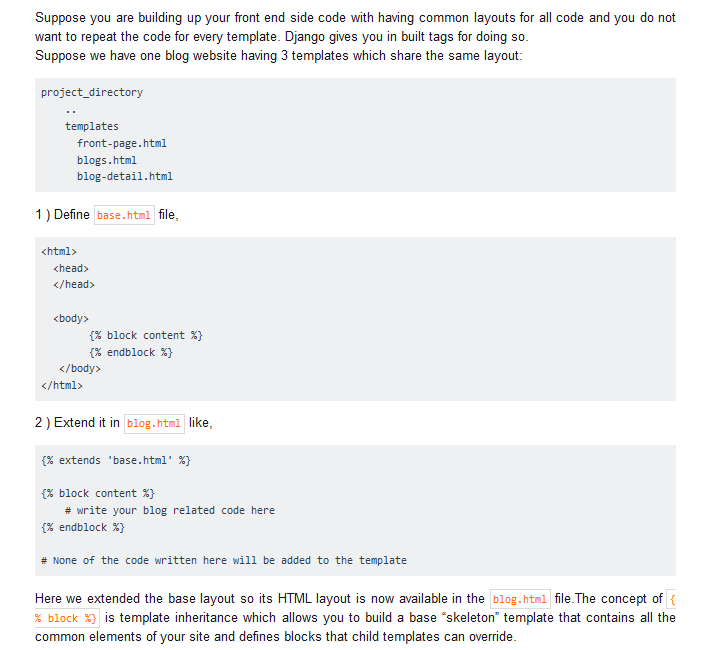 Suppose you are building up your front end side code with having common layouts for all code and you do not
want to repeat the code for every template. Django gives you in built tags for doing so.
Suppose we have one blog website having 3 templates which share the same layout:
project_directory
..
templates
front-page.html
blogs.html
blog-detail.html
1 ) Define base.html file,
<html>
<head>
</head>
<body>
{% block content %}
{% endblock %}
</body>
</html>
2 ) Extend it in blog.html like,
{% extends 'base.html' %}
{% block content %}
# write your blog related code here
{% endblock %}
# None of the code written here will be added to the template
Here we extended the base layout so its HTML layout is now available in the blog.html file.The concept of {
% block %} is template inheritance which allows you to build a base “skeleton” template that contains all the
common elements of your site and defines blocks that child templates can override.